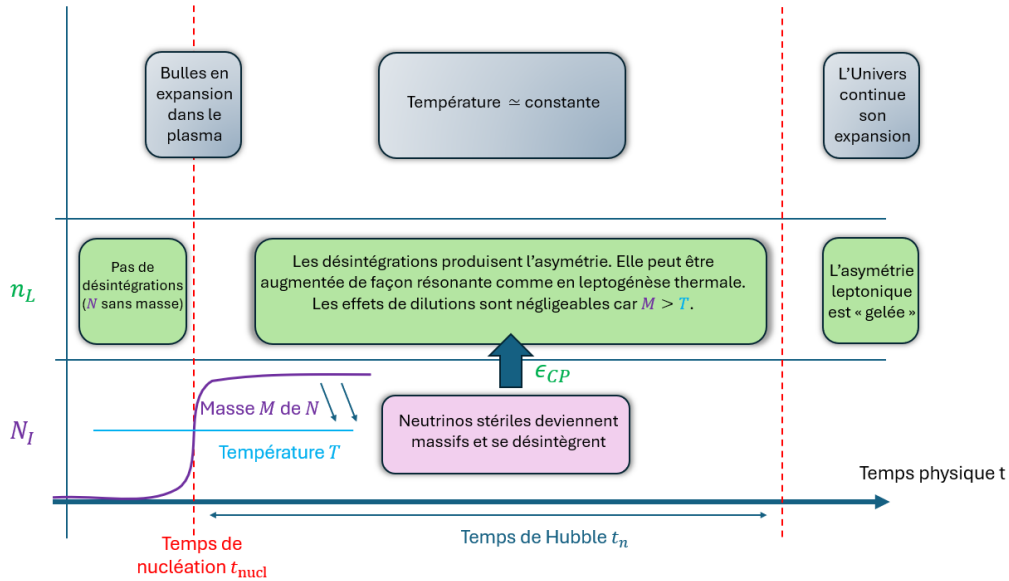 Bulles en
expansion
dans le
plasma
Température ≃ constante
L'Univers
continue
son
expansion
n_L
Pas de
désintégrations
(N sans masse)
Les désintégrations produisent l'asymétrie. Elle peut être
augmentée de façon résonante comme en leptogénèse thermale.
Les effets de dilutions sont négligeables car M > T.
L'asymétrie
leptonique
est « gelée »
ϵ_CP
N_I
Masse M de N
Température T
Neutrinos stériles deviennent
massifs et se désintègrent
Temps physique t
Temps de Hubble t_n
Temps de
nucléation t_nucl